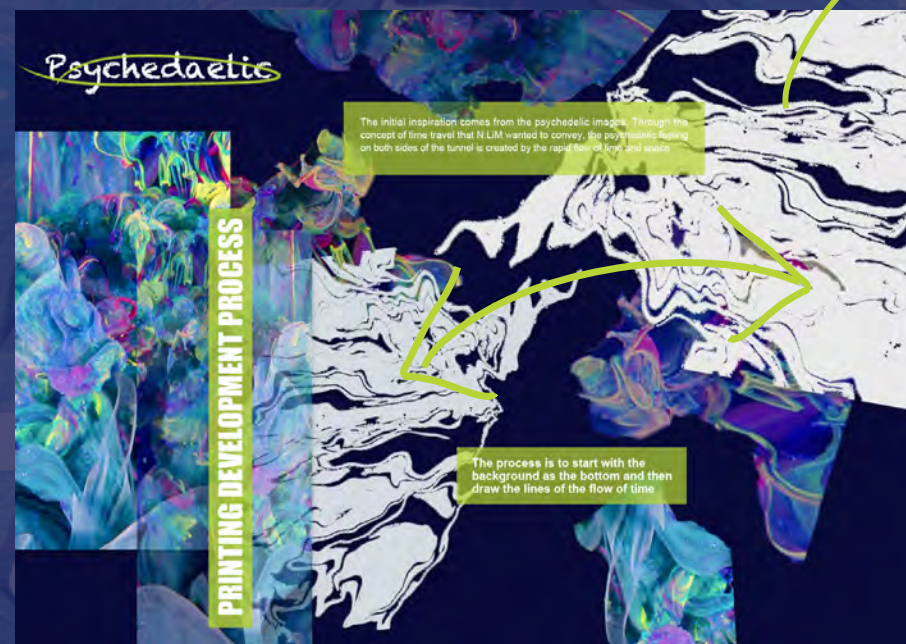 Psychedaelic
The initial inspiration comes from the psychedelic images. Through the
concept of time travel that N.LIM wanted to convey, the psychedelic feeling
on both sides of the tunnel is created by the rapid flow of time and space
PRINTING DEVELOPMENT PROCESS
The process is to start with the
background as the bottom and then
draw the lines of the flow of time